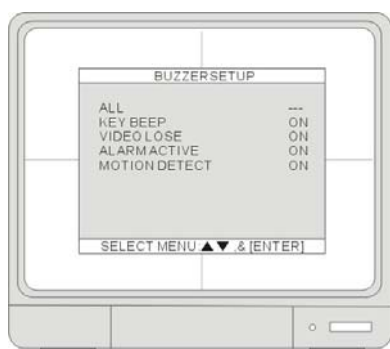 BUZZER SETUP
ALL ---
KEY BEEP ON
VIDEO LOSE ON
ALARM ACTIVE ON
MOTION DETECT ON
SELECT MENU ▲▼ .& [ENTER]